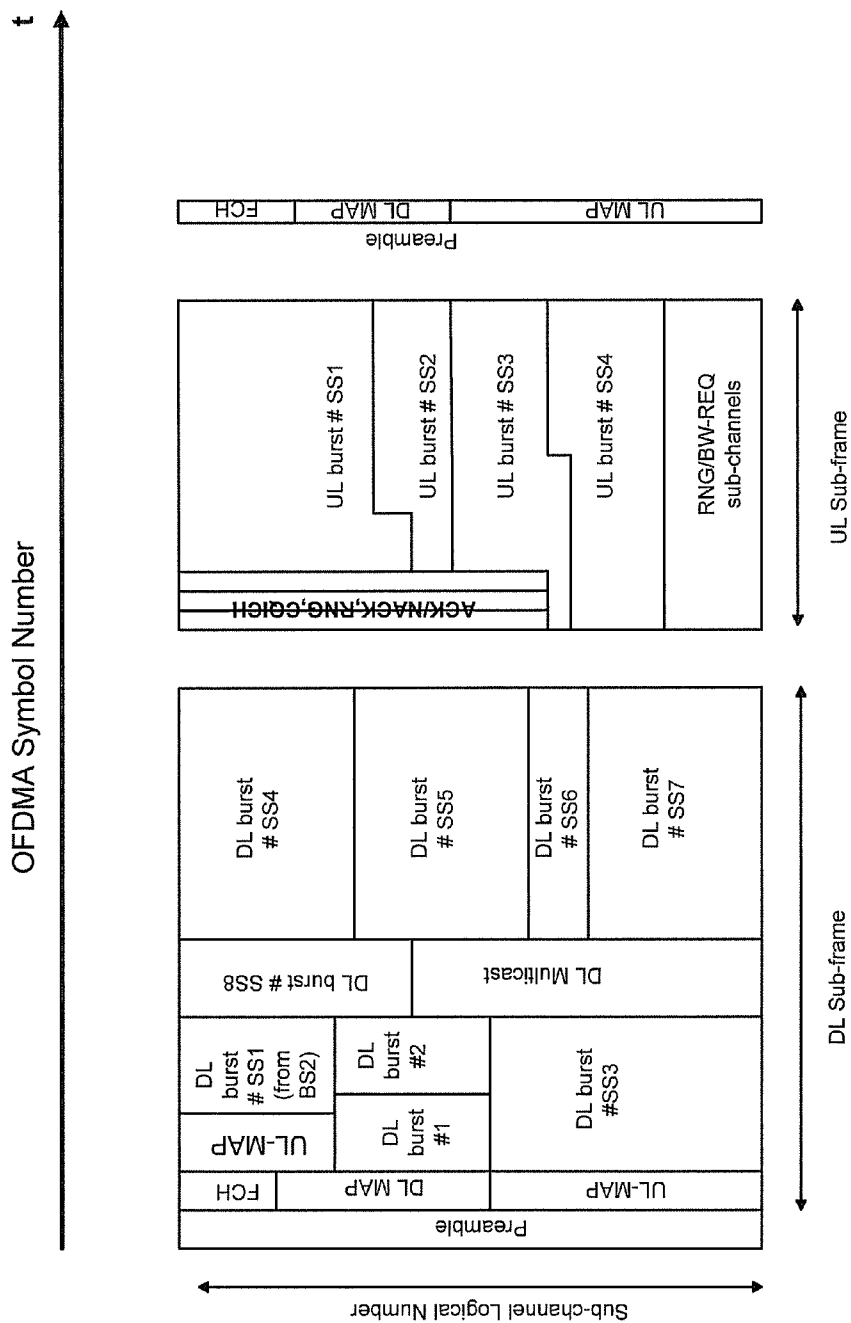 OFDMA Symbol Number
t
Sub-channel Logical Number
Preamble
FCH
DL MAP
UL-MAP
UL-MAP
DL
burst
# SS1
(from
BS2)
DL
burst
#1
DL
burst
#2
DL burst
#SS3
DL burst # SS8
DL Multicast
DL burst
# SS4
DL burst
# SS5
DL burst
# SS6
DL burst
# SS7
DL Sub-frame
ACK/NACK,RNG,CQICH
UL burst # SS1
UL burst # SS2
UL burst # SS3
UL burst # SS4
RNG/BW-REQ
sub-channels
UL Sub-frame
Preamble
FCH
DL MAP
UL MAP